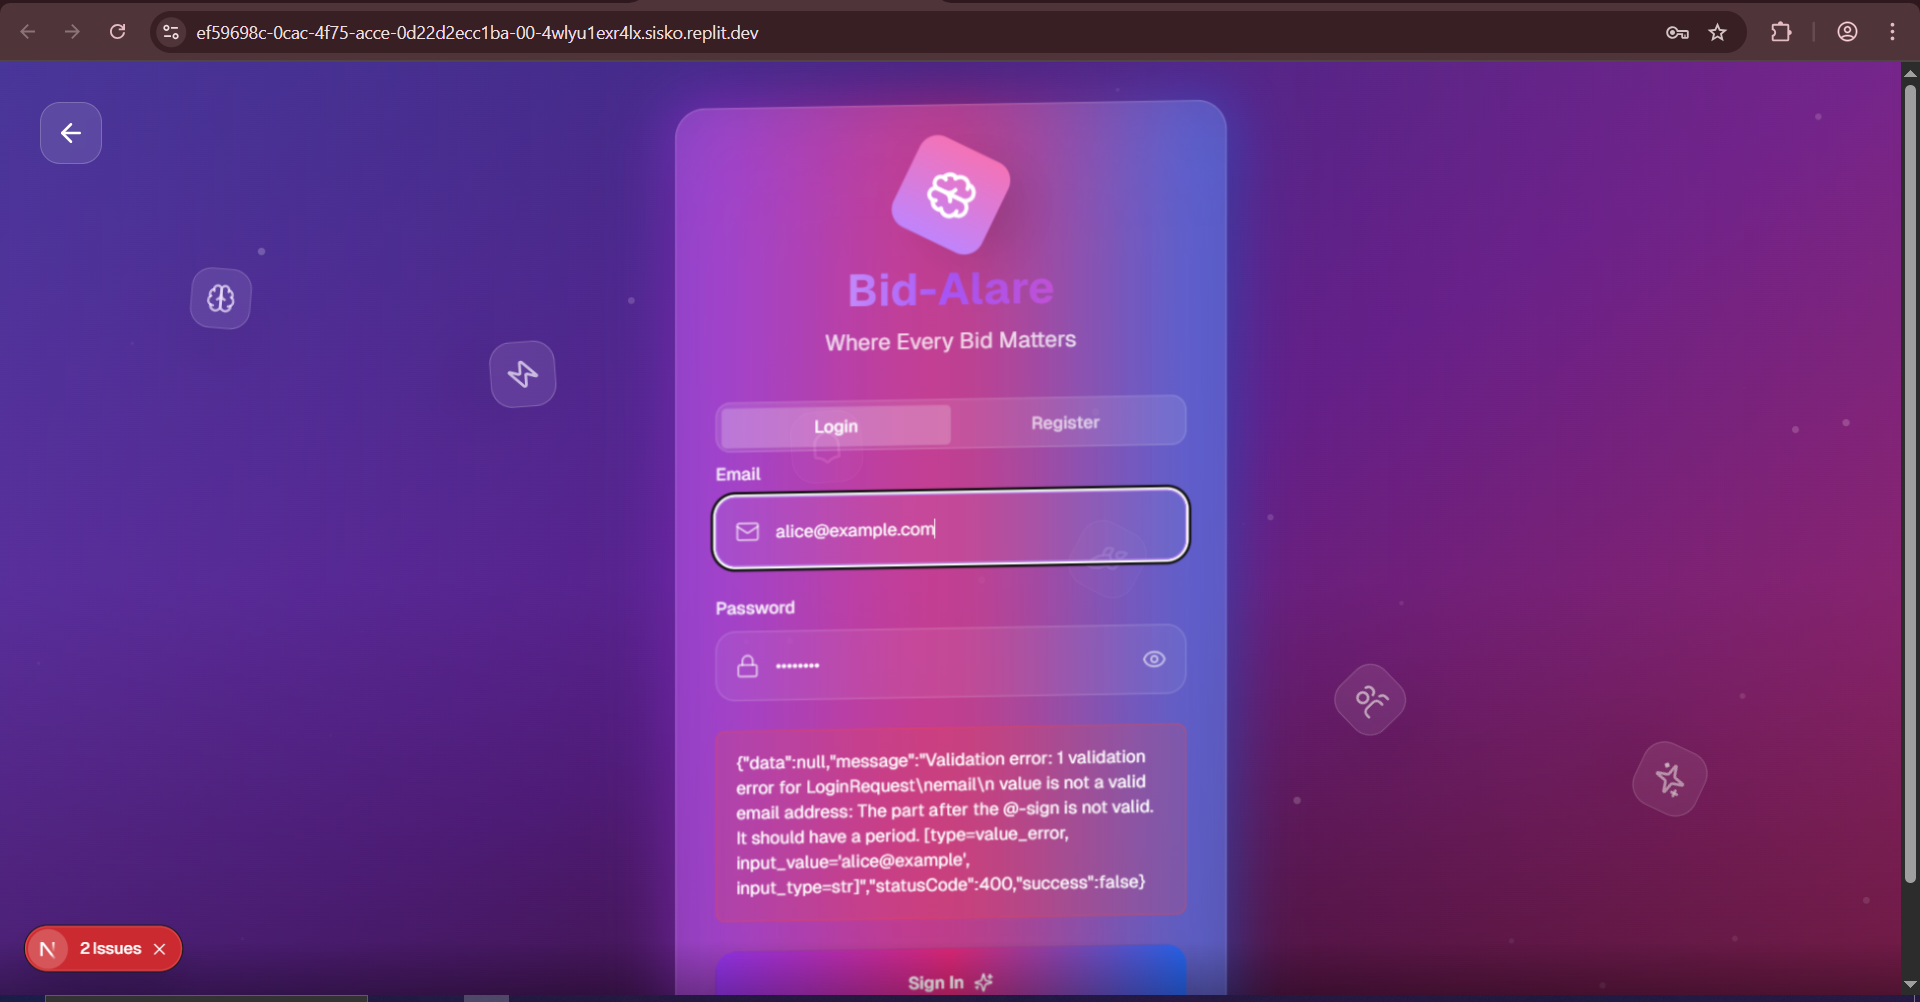 ef59698c-0cac-4f75-acce-0d22d2ecc1ba-00-4wlyu1exr4lx.sisko.replit.dev
Bid-Alare
Where Every Bid Matters
Login
Register
Email
alice@example.com
Password
{"data":null,"message":"Validation error: 1 validation
error for LoginRequest\nemail\n value is not a valid
email address: The part after the @-sign is not valid.
It should have a period. [type=value_error,
input_value='alice@example',
input_type=str]","statusCode":400,"success":false}
N
2 Issues
Sign In